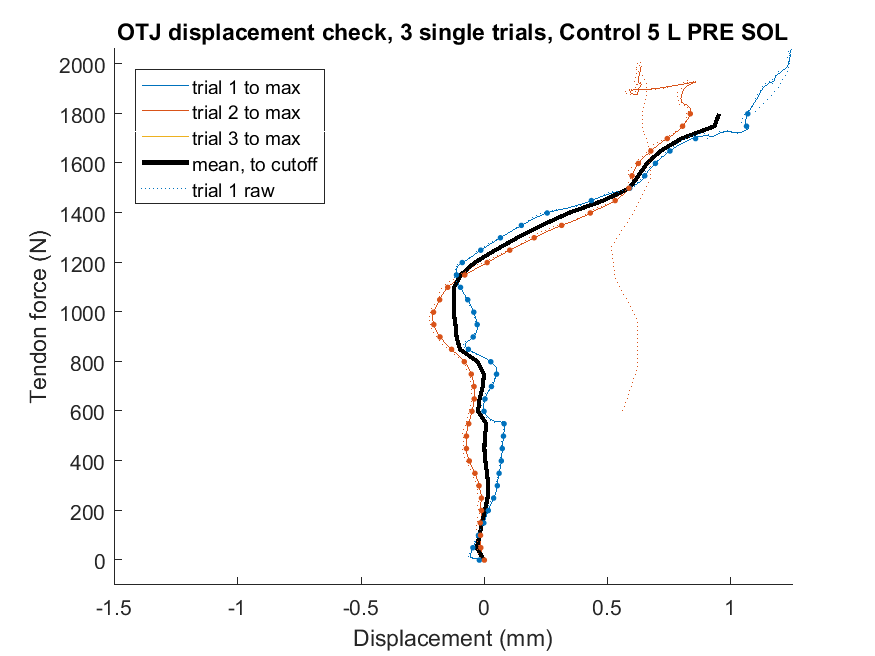 OTJ displacement check, 3 single trials, Control 5 L PRE SOL
2000
1800
1600
1400
1200
1000
800
600
400
200
0
Tendon force (N)
trial 1 to max
trial 2 to max
trial 3 to max
mean, to cutoff
trial 1 raw
-1.5 -1 -0.5 0 0.5 1
Displacement (mm)